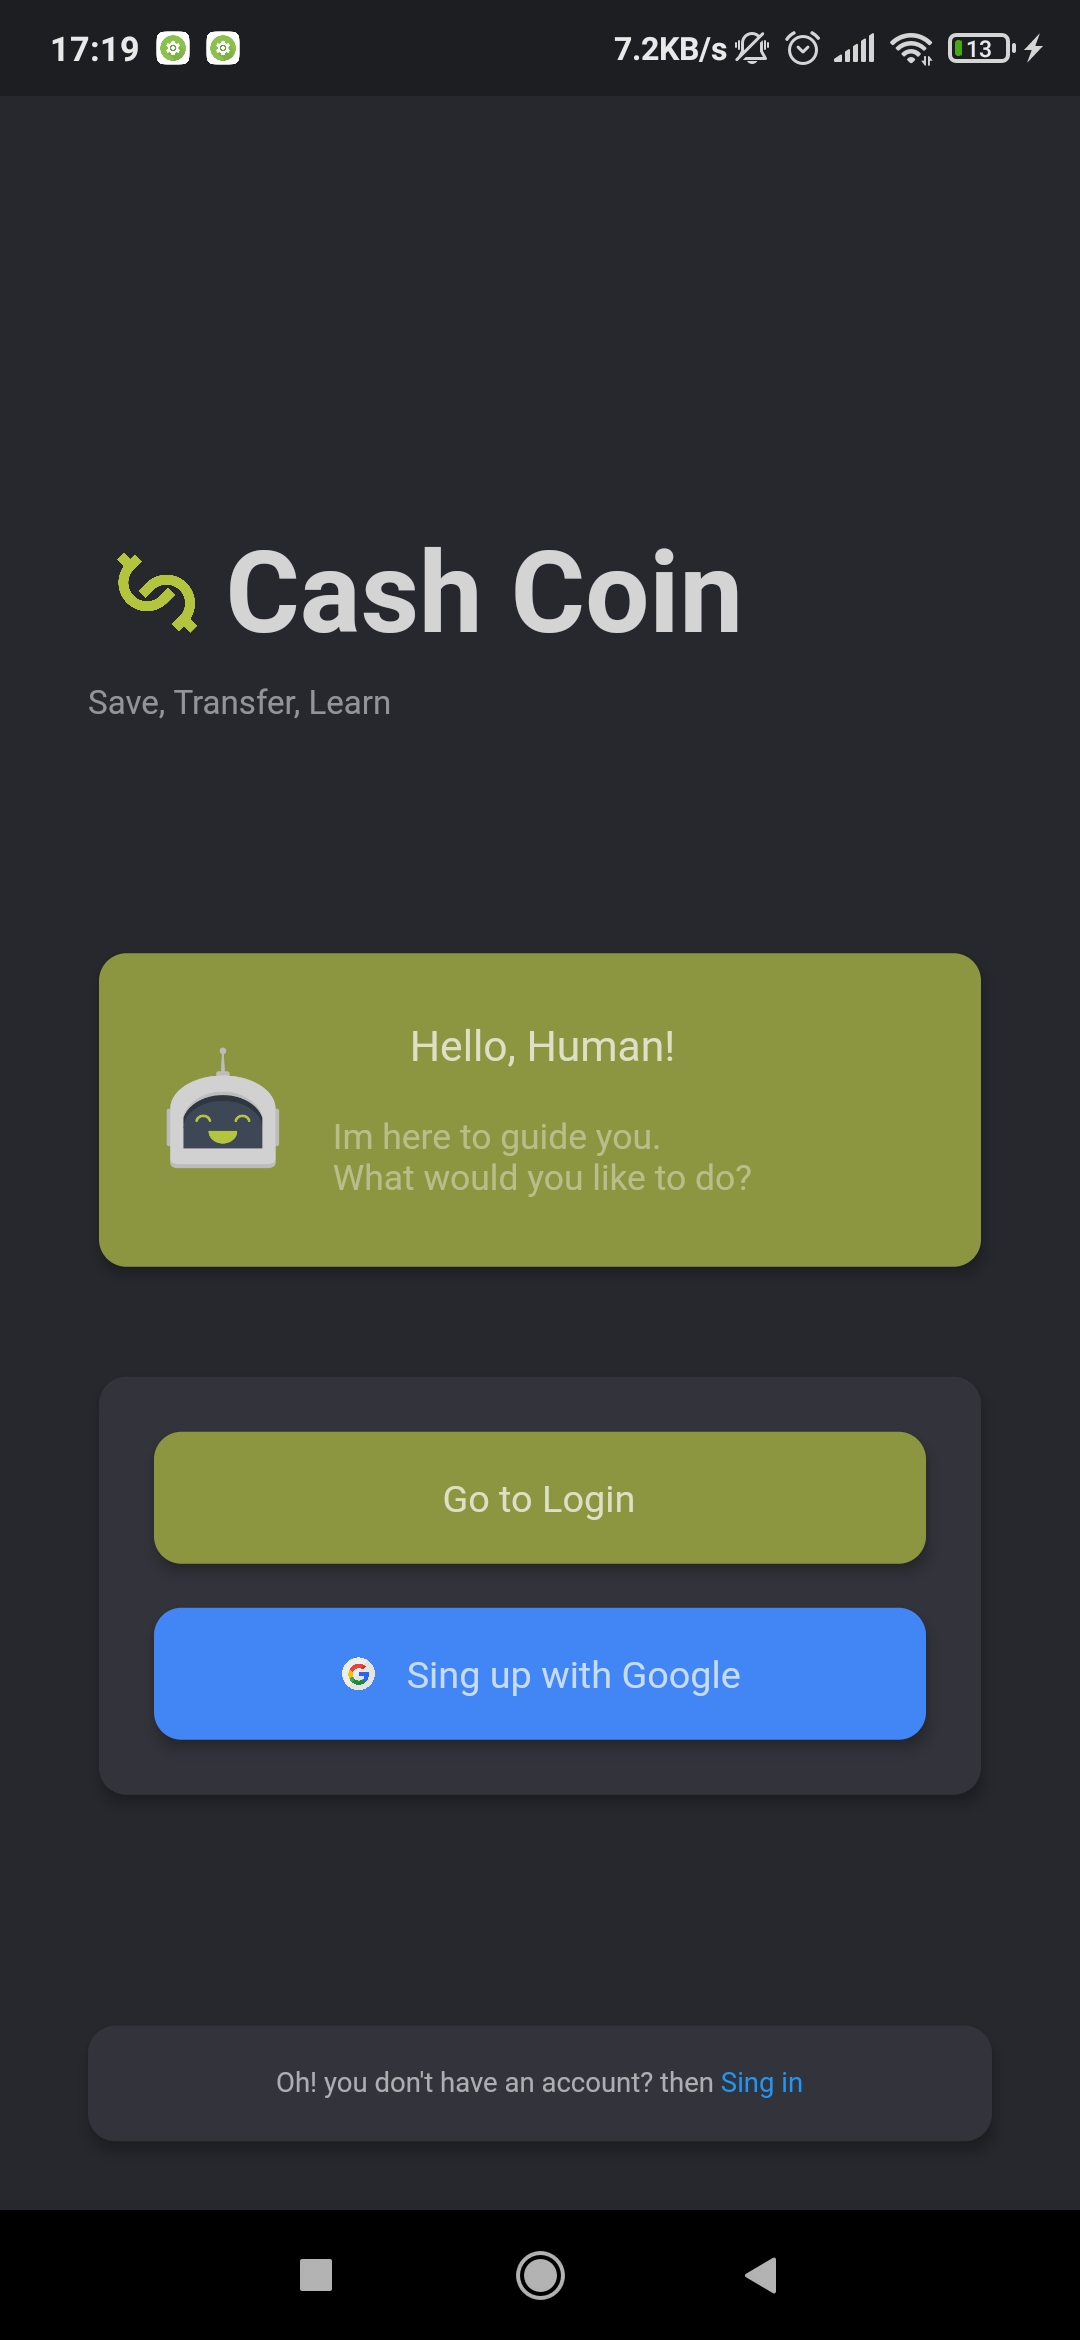 17:19
7.2KB/s
13
Cash Coin
Save, Transfer, Learn
Hello, Human!
Im here to guide you.
What would you like to do?
Go to Login
Sing up with Google
Oh! you don't have an account? then Sing in